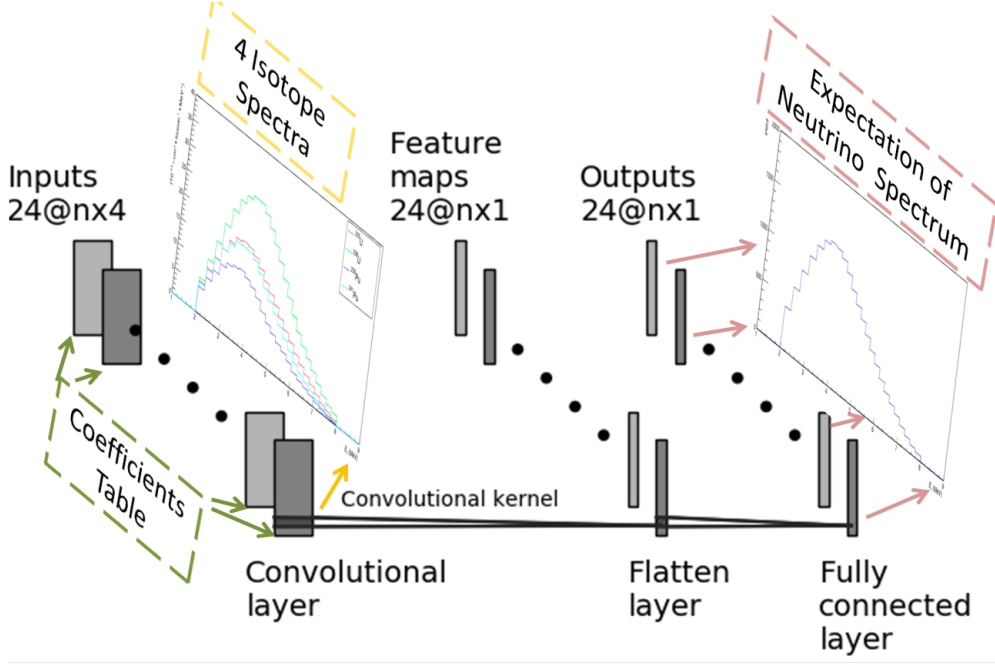 4 Isotope
Spectra
Expectation of
Neutrino Spectrum
Inputs
24@nx4
Feature
maps
24@nx1
Outputs
24@nx1
Coefficients
Table
Convolutional kernel
Convolutional
layer
Flatten
layer
Fully
connected
layer